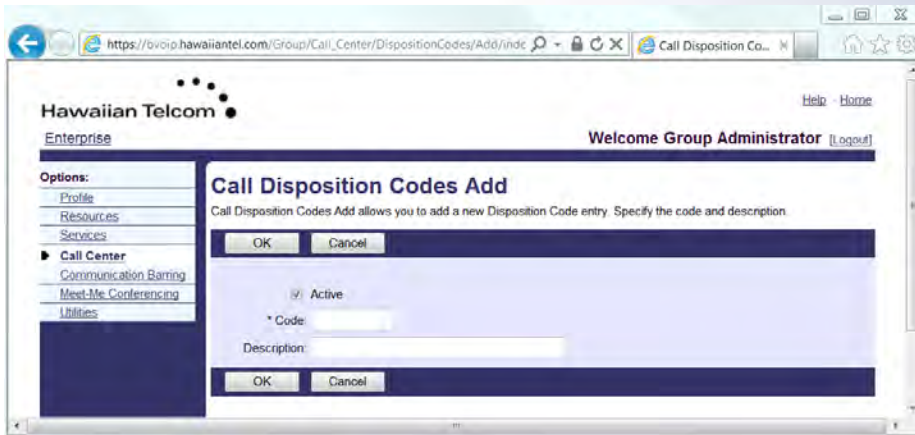 https://bvoip.hawaiiantel.com/Group/Call_Center/DispositionCodes/Add/inde
Call Disposition Co...
Hawaiian Telcom
Help - Home
Enterprise
Welcome Group Administrator [Logout]
Options:
Profile
Resources
Services
Call Center
Communication Barring
Meet-Me Conferencing
Utilities
Call Disposition Codes Add
Call Disposition Codes Add allows you to add a new Disposition Code entry. Specify the code and description.
OK Cancel
Active
* Code:
Description:
OK Cancel